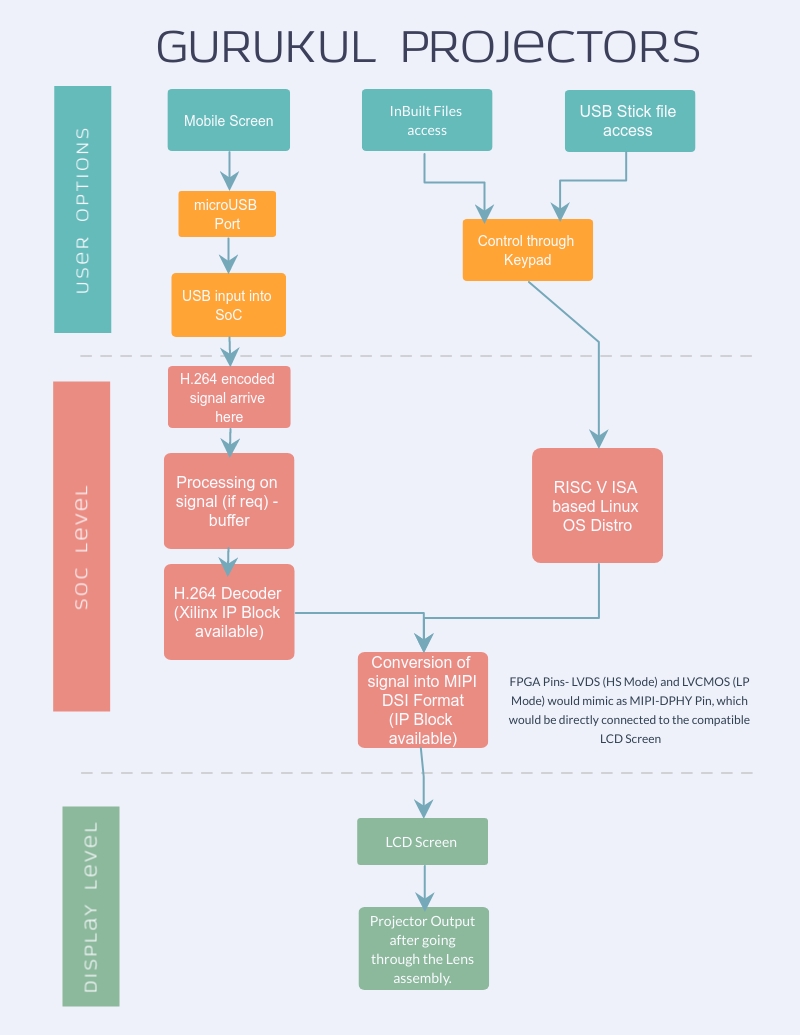 GURUKUL PROJECTORS
USER OPTIONS
Mobile Screen
InBuilt Files
access
USB Stick file
access
microUSB
Port
Control through
Keypad
USB input into
SoC
SOC Level
H.264 encoded
signal arrive
here
Processing on
signal (if req) -
buffer
RISC V ISA
based Linux
OS Distro
H.264 Decoder
(Xilinx IP Block
available)
Conversion of
signal into MIPI
DSI Format
(IP Block
available)
FPGA Pins- LVDS (HS Mode) and LVCMOS (LP
Mode) would mimic as MIPI-DPHY Pin, which
would be directly connected to the compatible
LCD Screen
DISPLAY Level
LCD Screen
Projector Output
after going
through the Lens
assembly.